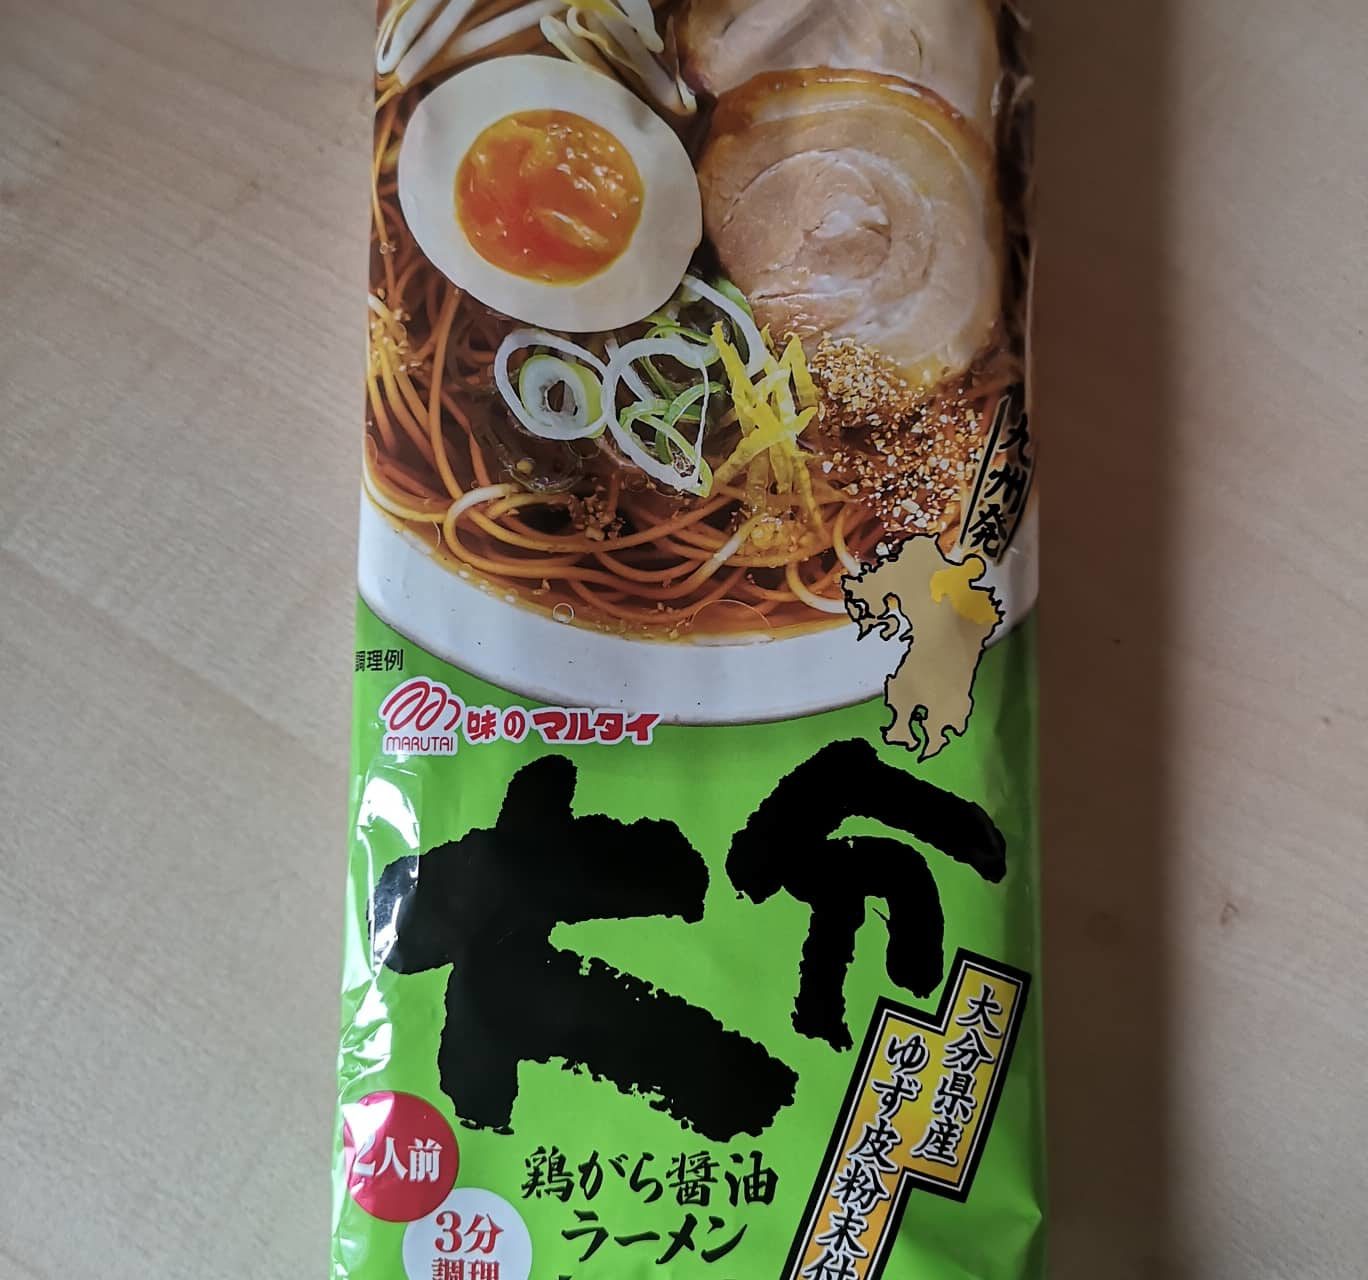 九州発
調理例
MARUTAI
味のマルタイ
大分
大分県産
ゆず皮粉末付
2人前
鶏がら醤油
ラーメン
3分
調理